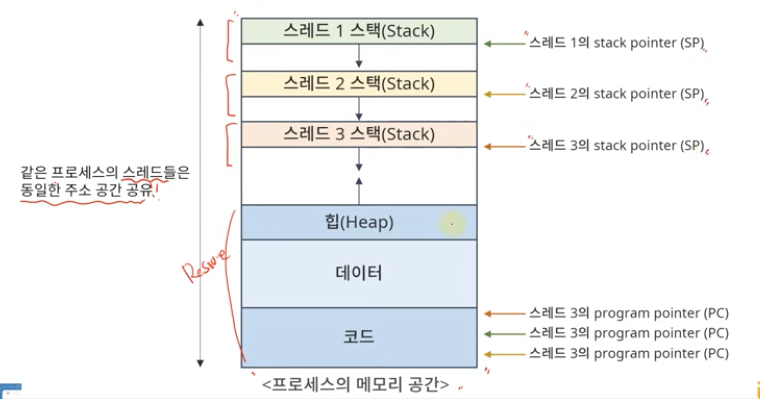 스레드 1 스택(Stack)
스레드 1의 stack pointer (SP)
스레드 2 스택(Stack)
스레드 2의 stack pointer (SP)
스레드 3 스택(Stack)
스레드 3의 stack pointer (SP)
같은 프로세스의 스레드들은
동일한 주소 공간 공유!
힙(Heap)
데이터
코드
스레드 3의 program pointer (PC)
스레드 3의 program pointer (PC)
스레드 3의 program pointer (PC)
<프로세스의 메모리 공간>